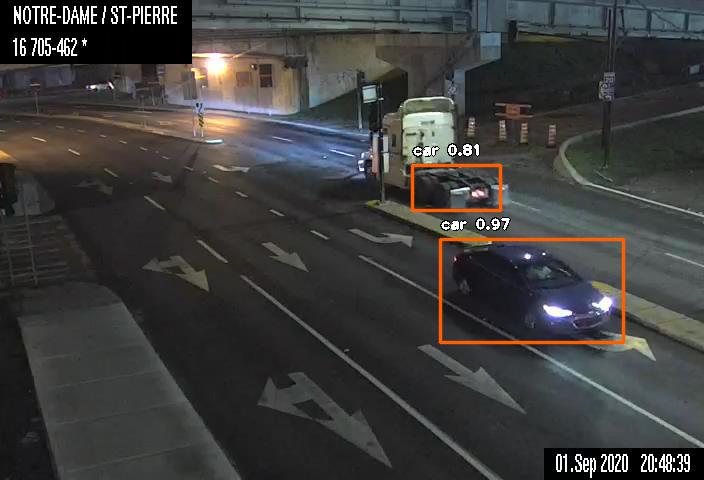 NOTRE-DAME / ST-PIERRE
16 705-462 *
car 0.81
car 0.97
01.Sep 2020 20:48:39